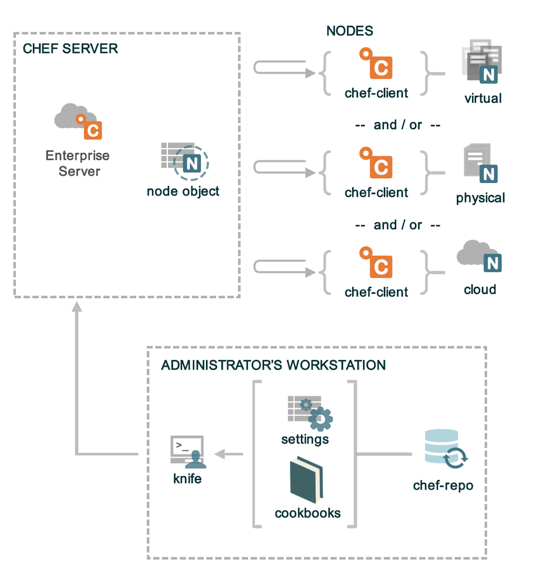 CHEF SERVER
Enterprise
Server
node object
NODES
chef-client
virtual
-- and / or --
chef-client
physical
-- and / or --
chef-client
cloud
ADMINISTRATOR'S WORKSTATION
knife
settings
cookbooks
chef-repo
C
N
C
N
C
N
C
N
>_